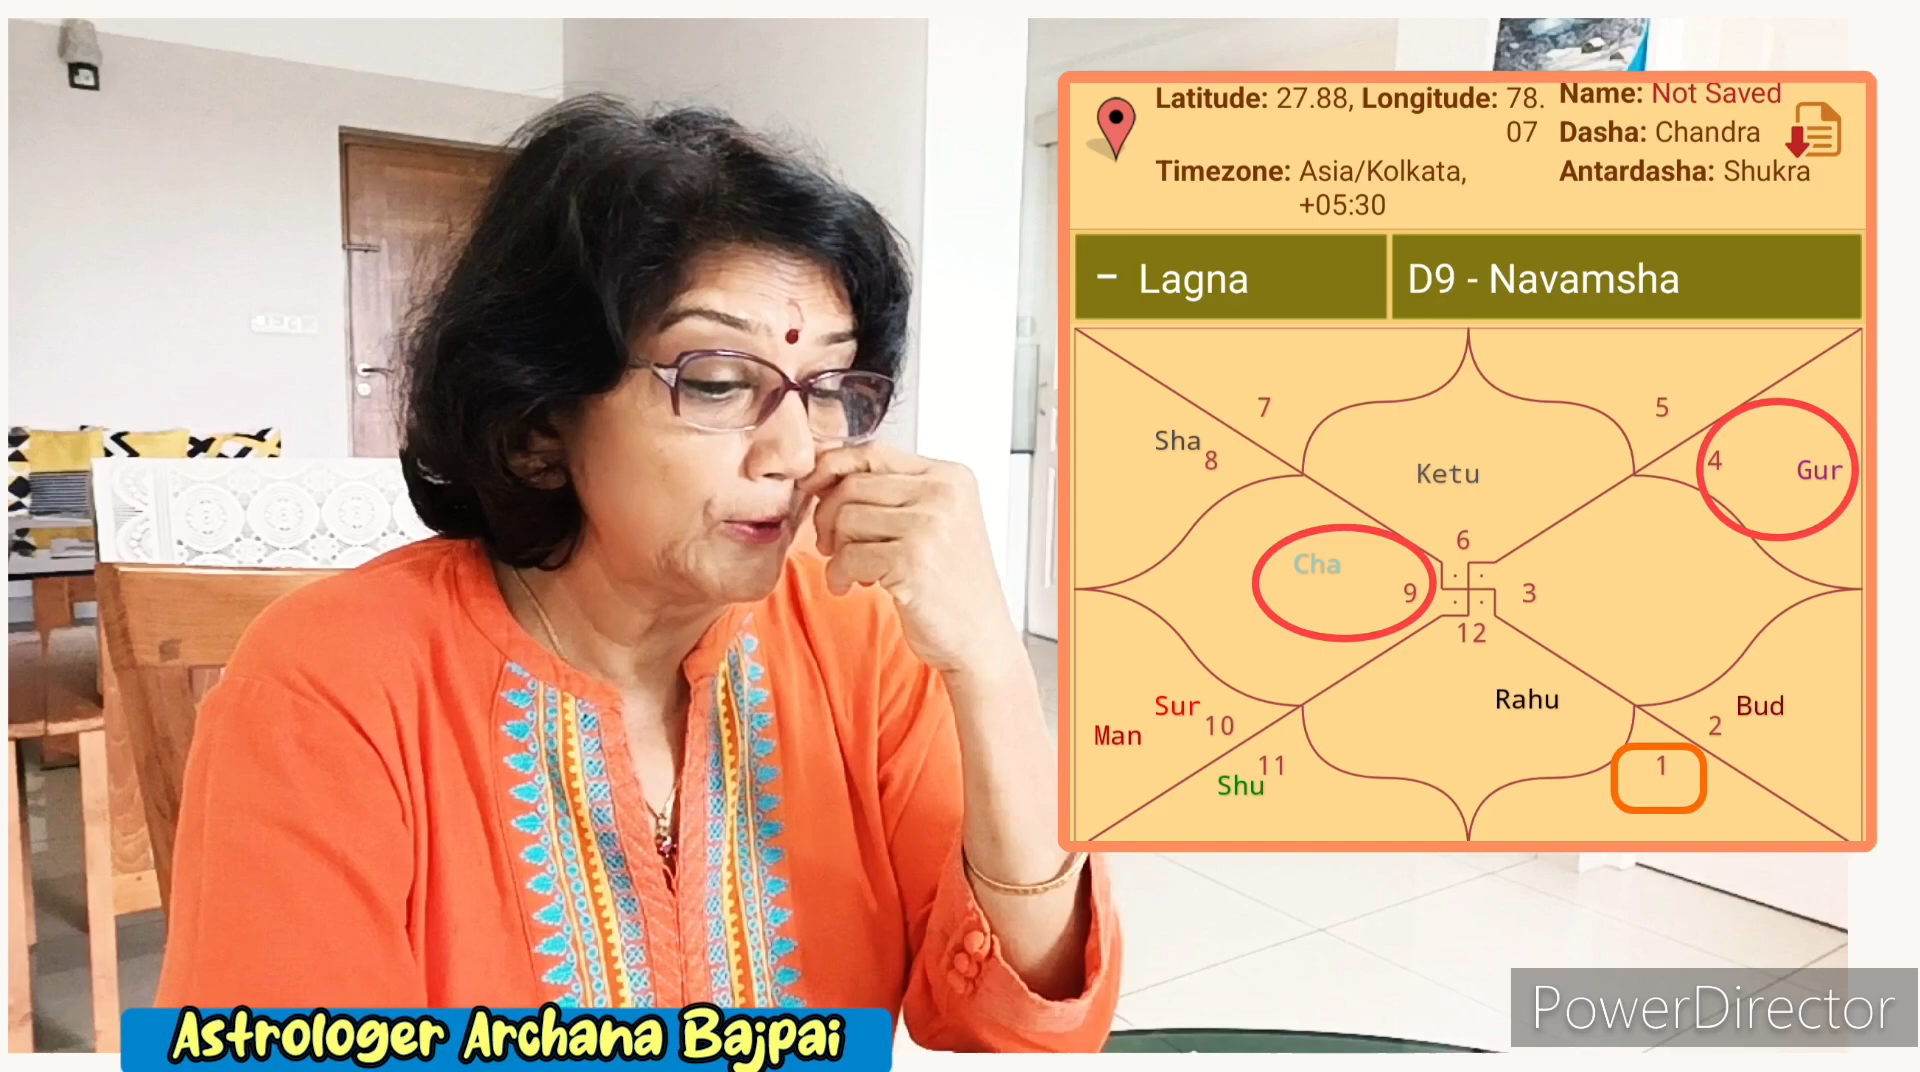 Latitude: 27.88, Longitude: 78.
07
Timezone: Asia/Kolkata,
+05:30
Name: Not Saved
Dasha: Chandra
Antardasha: Shukra
– Lagna
D9 - Navamsha
7
5
Sha
8
Ketu
4
Gur
6
Cha
9
3
12
Sur
10
Man
Rahu
2
Bud
11
Shu
1
Astrologer Archana Bajpai
PowerDirector